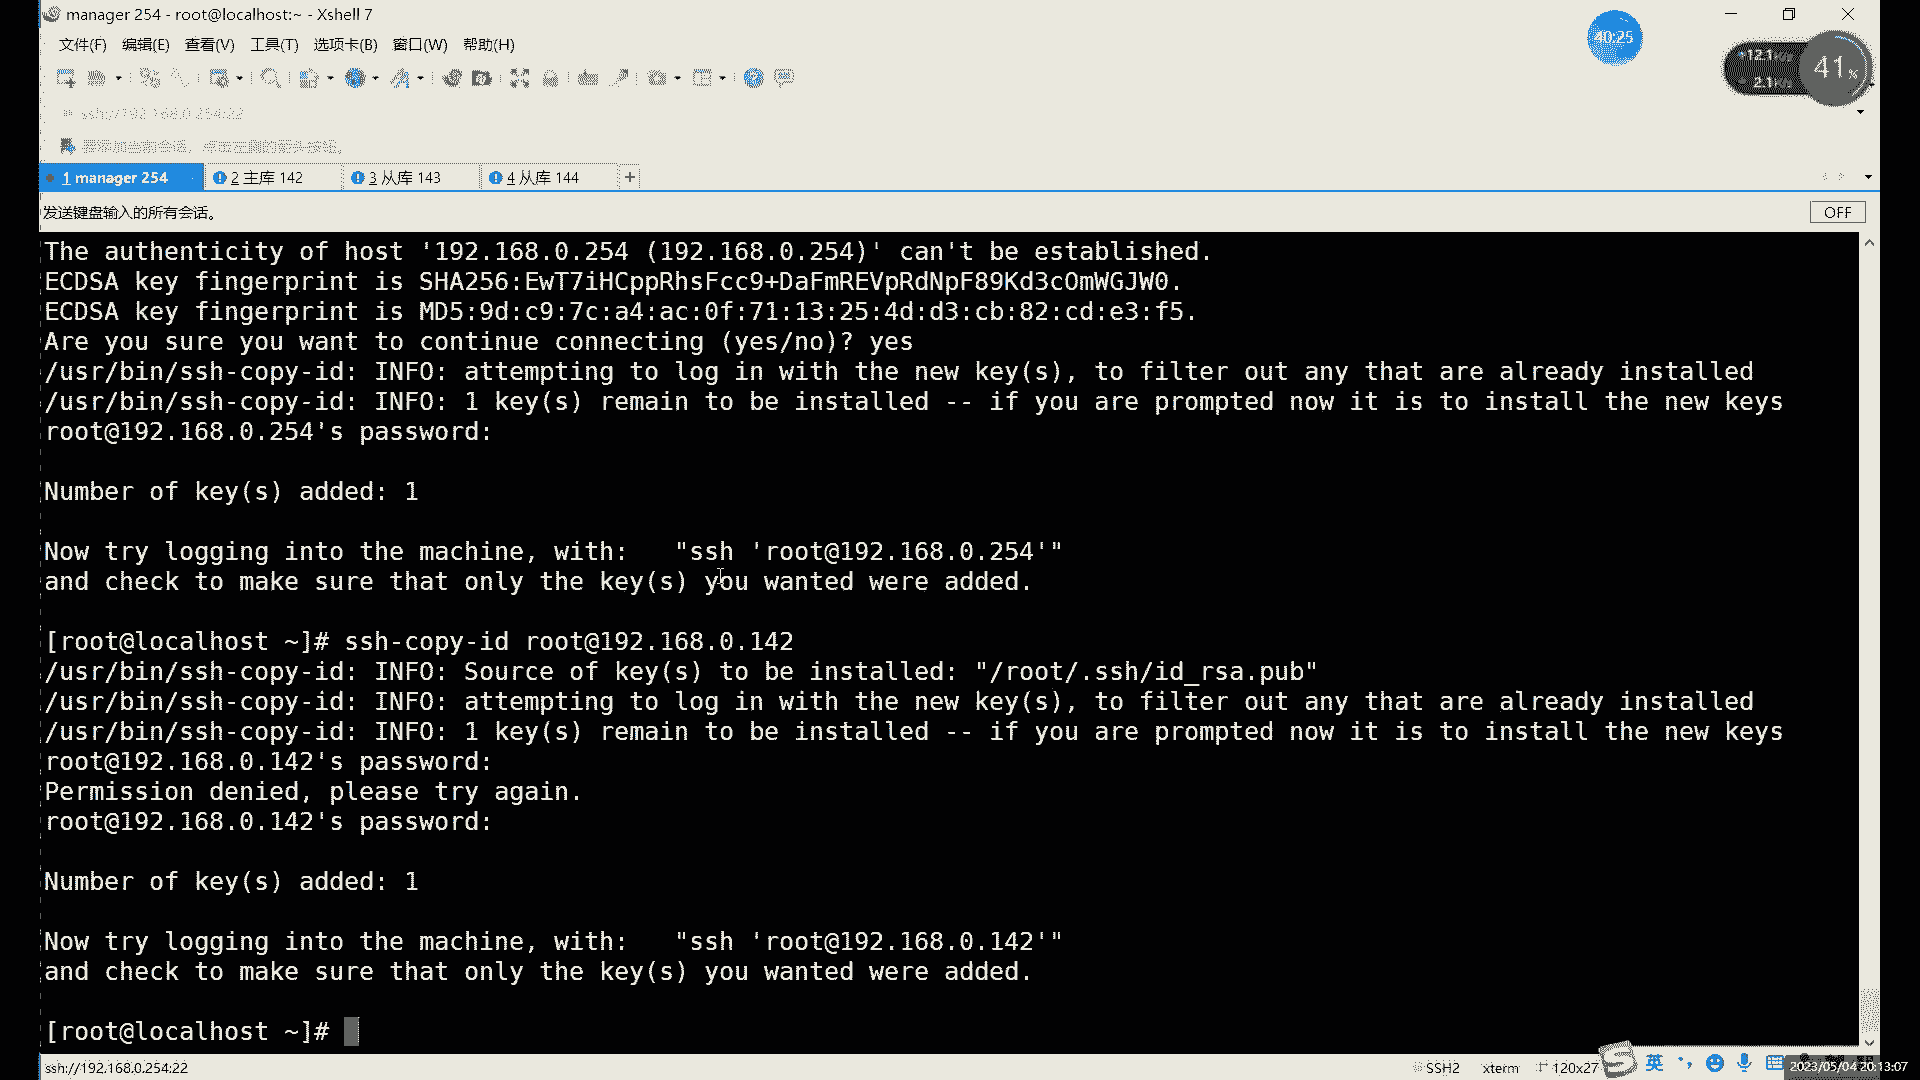 manager 254 - root@localhost:~ - Xshell 7
40:25
文件(F) 编辑(E) 查看(V) 工具(T) 选项卡(B) 窗口(W) 帮助(H)
12.1
41%
2.1
ssh://192.168.0.254:22
要添加当前会话，点击左侧的箭头按钮。
1 manager 254 2 主库 142 3 从库 143 4 从库 144 +
发送键盘输入的所有会话。 OFF
The authenticity of host '192.168.0.254 (192.168.0.254)' can't be established.
ECDSA key fingerprint is SHA256:EwT7iHCppRhsFcc9+DaFmREVpRdNpF89Kd3cOmWGJW0.
ECDSA key fingerprint is MD5:9d:c9:7c:a4:ac:0f:71:13:25:4d:d3:cb:82:cd:e3:f5.
Are you sure you want to continue connecting (yes/no)? yes
/usr/bin/ssh-copy-id: INFO: attempting to log in with the new key(s), to filter out any that are already installed
/usr/bin/ssh-copy-id: INFO: 1 key(s) remain to be installed -- if you are prompted now it is to install the new keys
root@192.168.0.254's password:
Number of key(s) added: 1
Now try logging into the machine, with:   "ssh 'root@192.168.0.254'"
and check to make sure that only the key(s) you wanted were added.
[root@localhost ~]# ssh-copy-id root@192.168.0.142
/usr/bin/ssh-copy-id: INFO: Source of key(s) to be installed: "/root/.ssh/id_rsa.pub"
/usr/bin/ssh-copy-id: INFO: attempting to log in with the new key(s), to filter out any that are already installed
/usr/bin/ssh-copy-id: INFO: 1 key(s) remain to be installed -- if you are prompted now it is to install the new keys
root@192.168.0.142's password:
Permission denied, please try again.
root@192.168.0.142's password:
Number of key(s) added: 1
Now try logging into the machine, with:   "ssh 'root@192.168.0.142'"
and check to make sure that only the key(s) you wanted were added.
[root@localhost ~]#
ssh://192.168.0.254:22 SSH2 xterm 120x27 英 2023/05/04 20:13:07